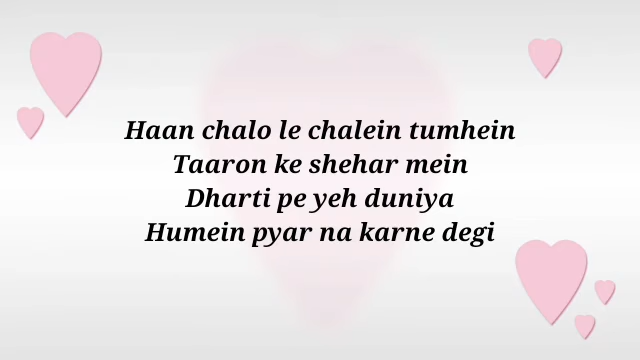 Haan chalo le chalein tumhein
Taaron ke shehar mein
Dharti pe yeh duniya
Humein pyar na karne degi